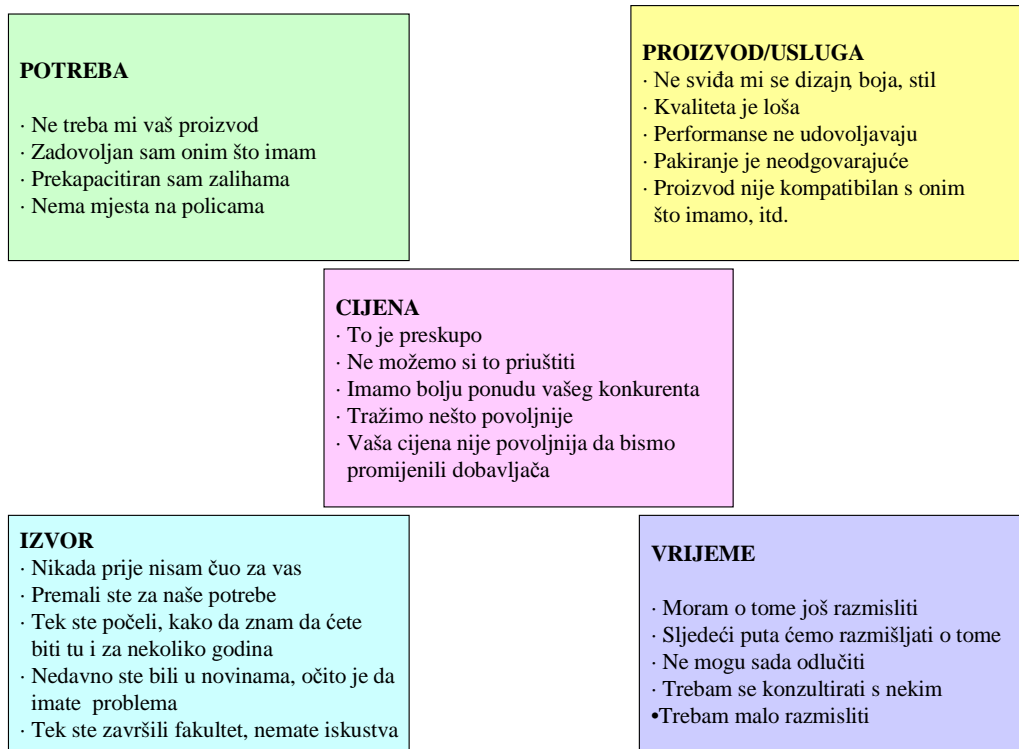 POTREBA
· Ne treba mi vaš proizvod
· Zadovoljan sam onim što imam
· Prekapacitiran sam zalihama
· Nema mjesta na policama
PROIZVOD/USLUGA
· Ne sviđa mi se dizajn, boja, stil
· Kvaliteta je loša
· Performanse ne udovoljavaju
· Pakiranje je neodgovarajuće
· Proizvod nije kompatibilan s onim
što imamo, itd.
CIJENA
· To je preskupo
· Ne možemo si to priuštiti
· Imamo bolju ponudu vašeg konkurenta
· Tražimo nešto povoljnije
· Vaša cijena nije povoljnija da bismo
promijenili dobavljača
IZVOR
· Nikada prije nisam čuo za vas
· Premali ste za naše potrebe
· Tek ste počeli, kako da znam da ćete
biti tu i za nekoliko godina
· Nedavno ste bili u novinama, očito je da
imate problema
· Tek ste završili fakultet, nemate iskustva
VRIJEME
· Moram o tome još razmisliti
· Sljedeći puta ćemo razmišljati o tome
· Ne mogu sada odlučiti
· Trebam se konzultirati s nekim
•Trebam malo razmisliti